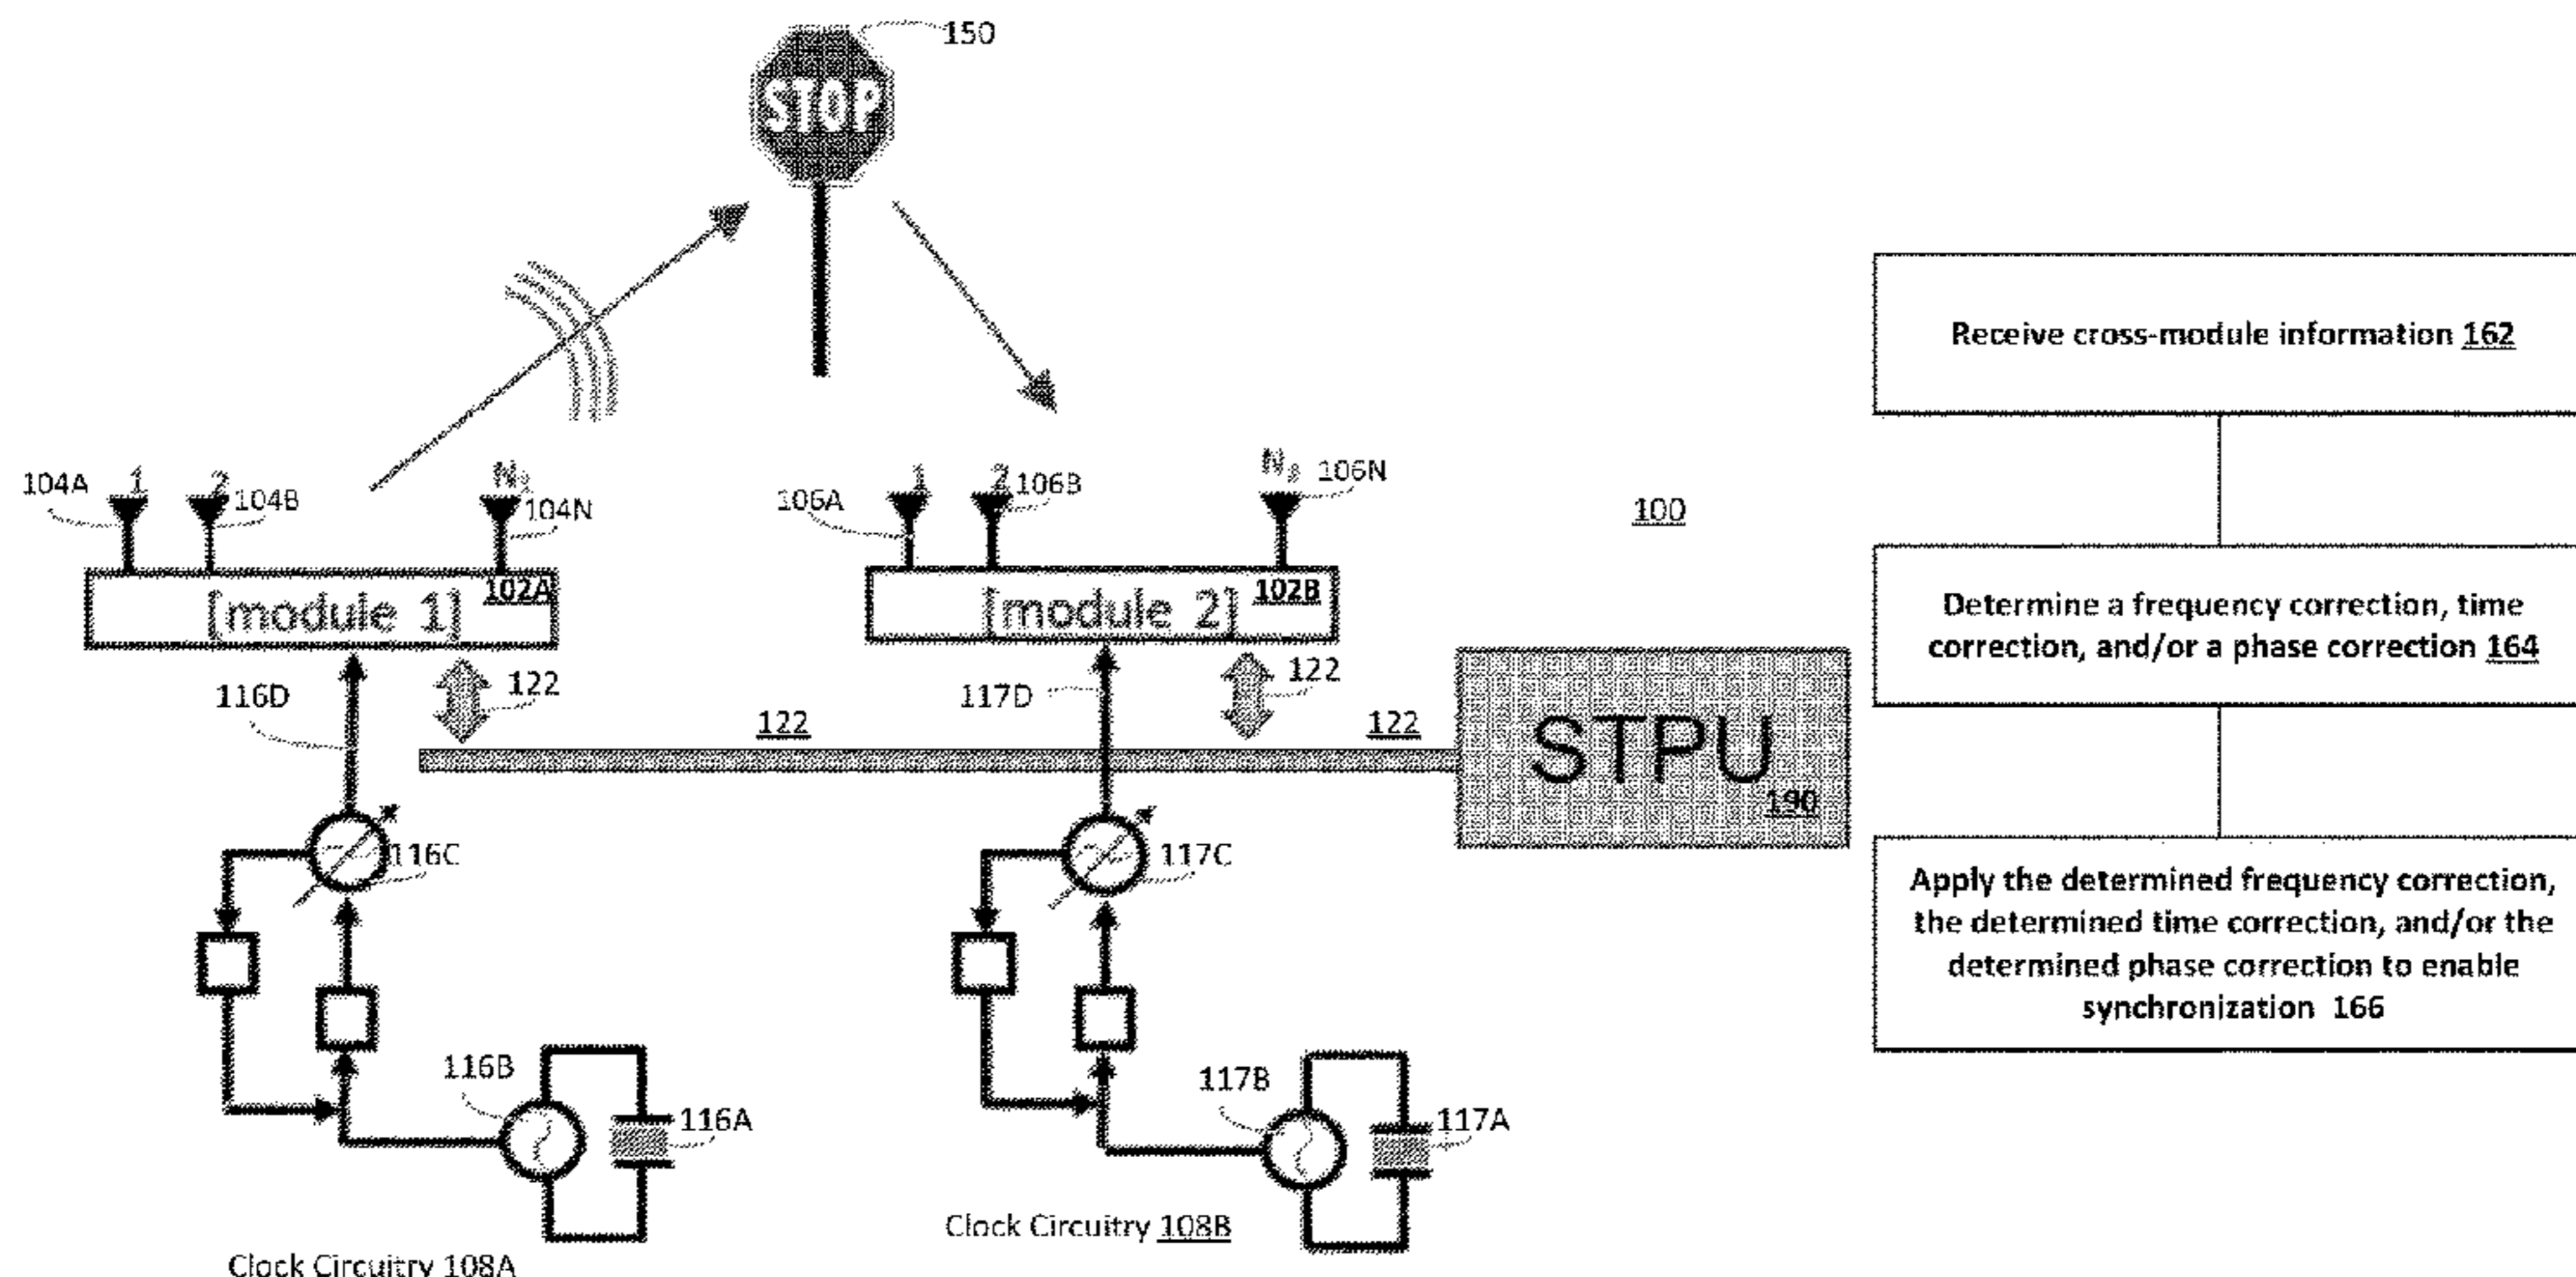 150
STOP
Receive cross-module information 162
104A 1 2 104B N1 104N
106A 1 2 106B N2 106N
100
[module 1] 102A
[module 2] 102B
Determine a frequency correction, time
correction, and/or a phase correction 164
116D 122
117D 122
122 122
STPU
190
116C
117C
Apply the determined frequency correction,
the determined time correction, and/or the
determined phase correction to enable
synchronization 166
116B
116A
117B
117A
Clock Circuitry 108A
Clock Circuitry 108B